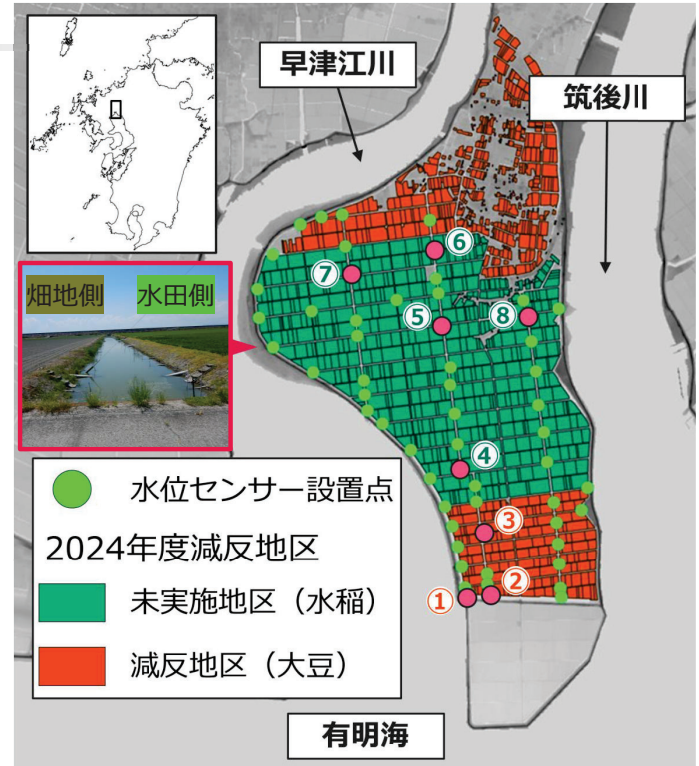 早津江川
筑後川
⑥
⑦
畑地側 水田側
⑤
⑧
④
水位センサー設置点
③
2024年度減反地区
②
未実施地区（水稲）
①
減反地区（大豆）
有明海